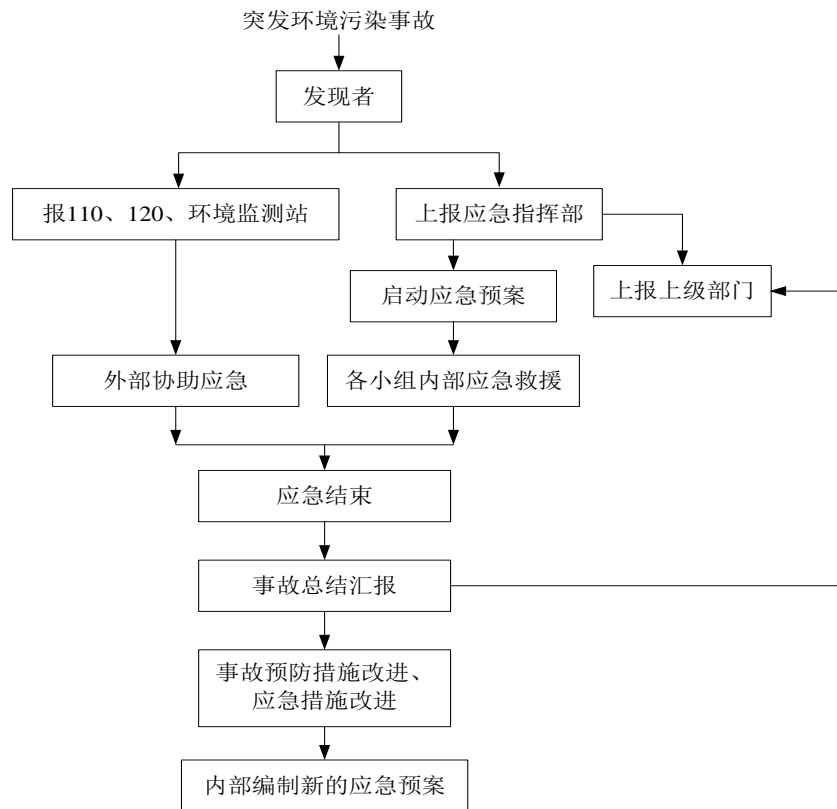 突发环境污染事故
发现者
报110、120、环境监测站
上报应急指挥部
启动应急预案
上报上级部门
外部协助应急
各小组内部应急救援
应急结束
事故总结汇报
事故预防措施改进、
应急措施改进
内部编制新的应急预案